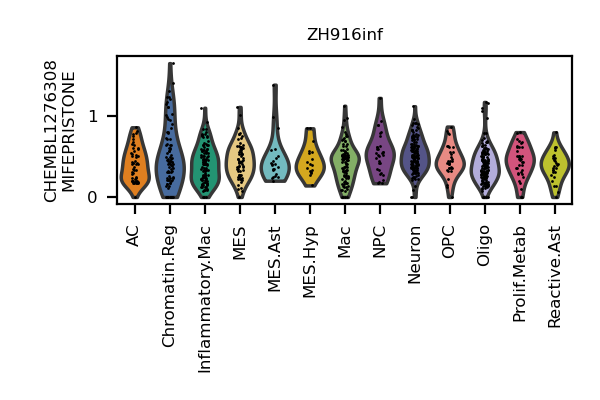 ZH916inf
CHEMBL1276308
MIFEPRISTONE
1
0
AC
Chromatin.Reg
Inflammatory.Mac
MES
MES.Ast
MES.Hyp
Mac
NPC
Neuron
OPC
Oligo
Prolif.Metab
Reactive.Ast